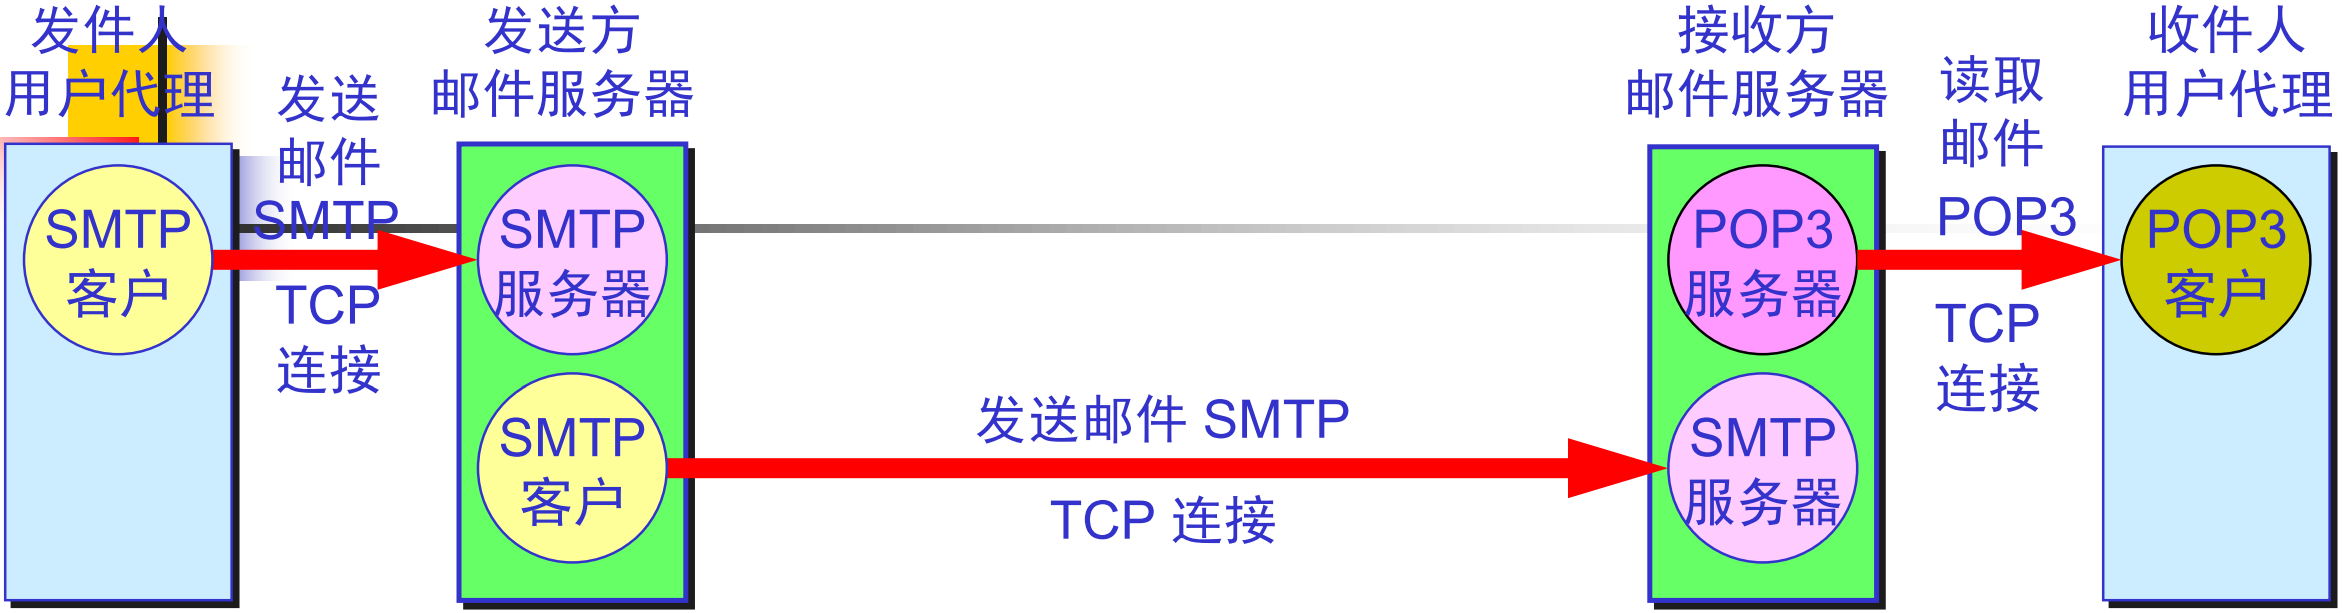 发件人
用户代理
发送
邮件
SMTP
TCP
连接
SMTP
客户
发送方
邮件服务器
SMTP
服务器
SMTP
客户
发送邮件 SMTP
TCP 连接
接收方
邮件服务器
POP3
服务器
SMTP
服务器
读取
邮件
POP3
TCP
连接
收件人
用户代理
POP3
客户